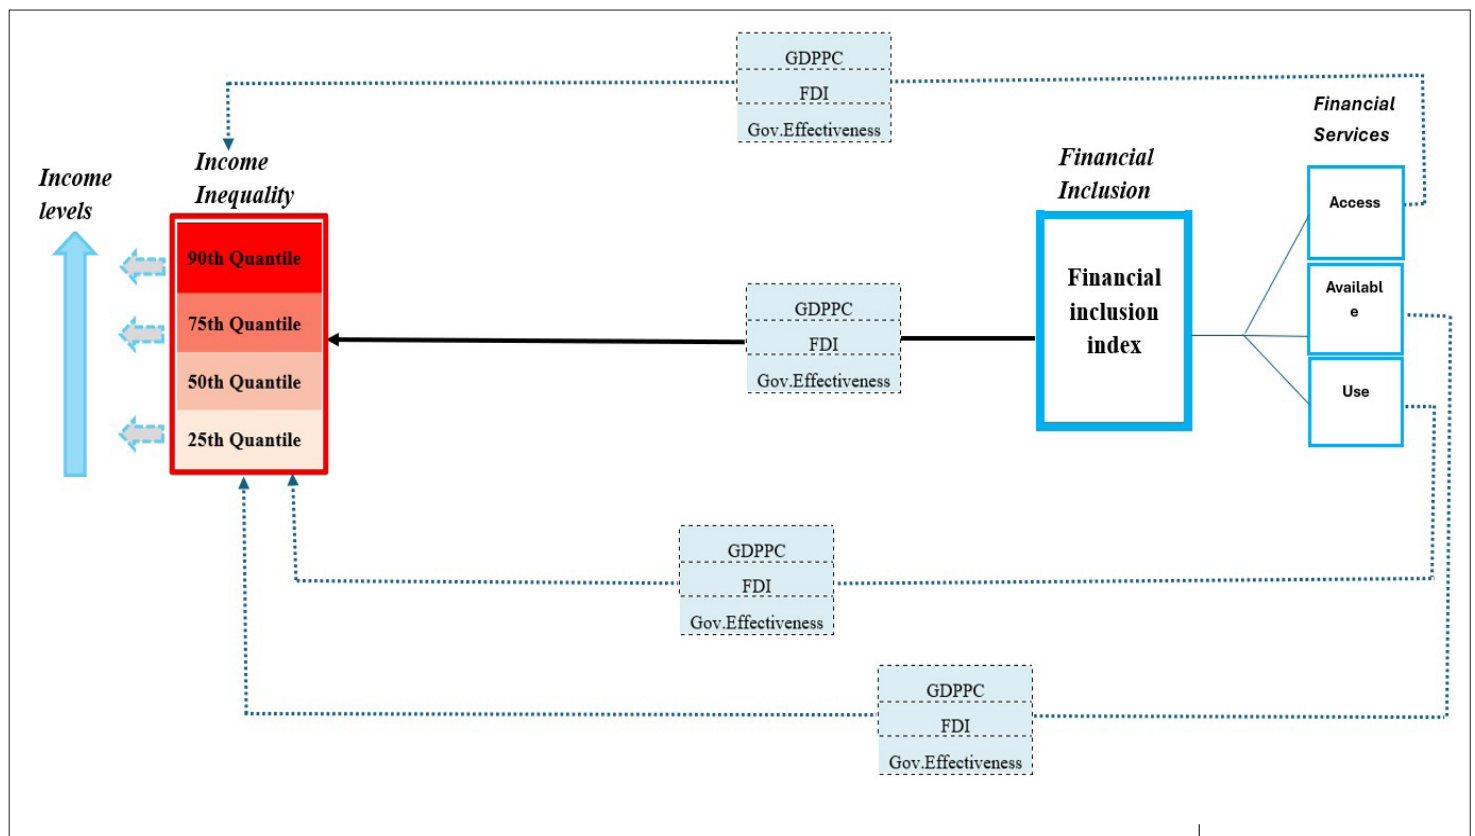 GDPPC
FDI
Gov.Effectiveness
Financial
Services
Income
Inequality
Financial
Inclusion
Income
levels
Access
90th Quantile
75th Quantile
50th Quantile
25th Quantile
GDPPC
FDI
Gov.Effectiveness
Financial
inclusion
index
Availabl
e
Use
GDPPC
FDI
Gov.Effectiveness
GDPPC
FDI
Gov.Effectiveness